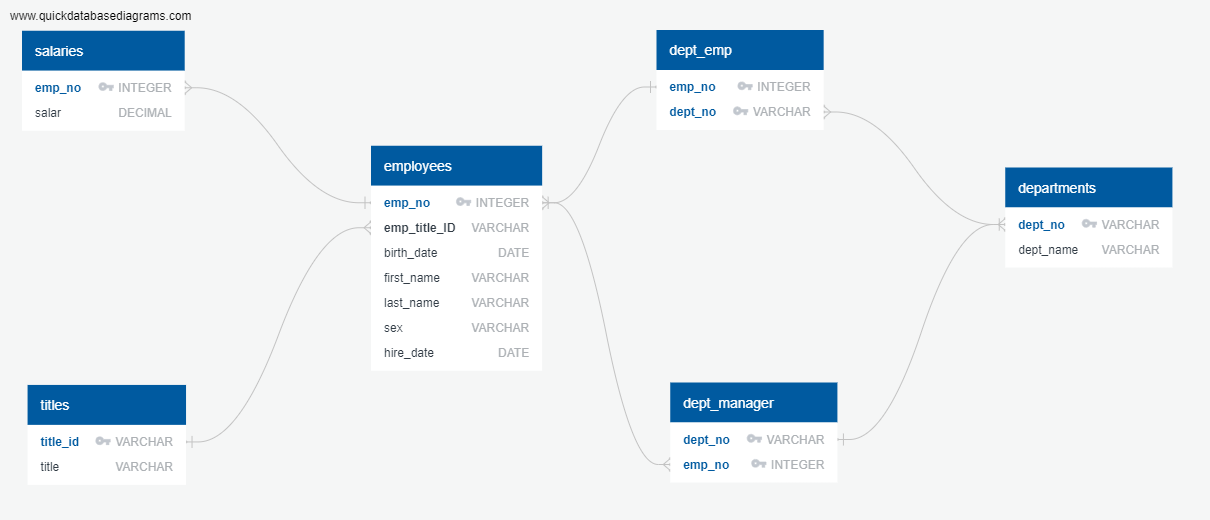 www.quickdatabasediagrams.com
salaries
emp_no INTEGER
salar DECIMAL
dept_emp
emp_no INTEGER
dept_no VARCHAR
employees
emp_no INTEGER
emp_title_ID VARCHAR
birth_date DATE
first_name VARCHAR
last_name VARCHAR
sex VARCHAR
hire_date DATE
departments
dept_no VARCHAR
dept_name VARCHAR
titles
title_id VARCHAR
title VARCHAR
dept_manager
dept_no VARCHAR
emp_no INTEGER